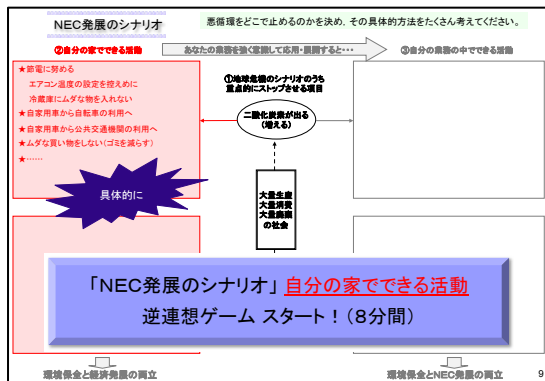 NEC発展のシナリオ
悪循環をどこで止めるのかを決め、その具体的方法をたくさん考えてください。
②自分の家でできる活動
あなたの業務を強く意識して応用・展開すると・・・
③自分の業務の中でできる活動
★節電に努める
エアコン温度の設定を控えめに
冷蔵庫にムダな物を入れない
★自家用車から自転車の利用へ
★自家用車から公共交通機関の利用へ
★ムダな買い物をしない（ゴミを減らす）
★……
①地球危機のシナリオのうち
重点的にストップさせる項目
二酸化炭素が出る
（増える）
具体的に
大量生産
大量消費
大量廃棄
の社会
「NEC発展のシナリオ」 自分の家でできる活動
逆連想ゲーム スタート！（８分間）
環境保全と経済発展の両立
環境保全とNEC発展の両立
9